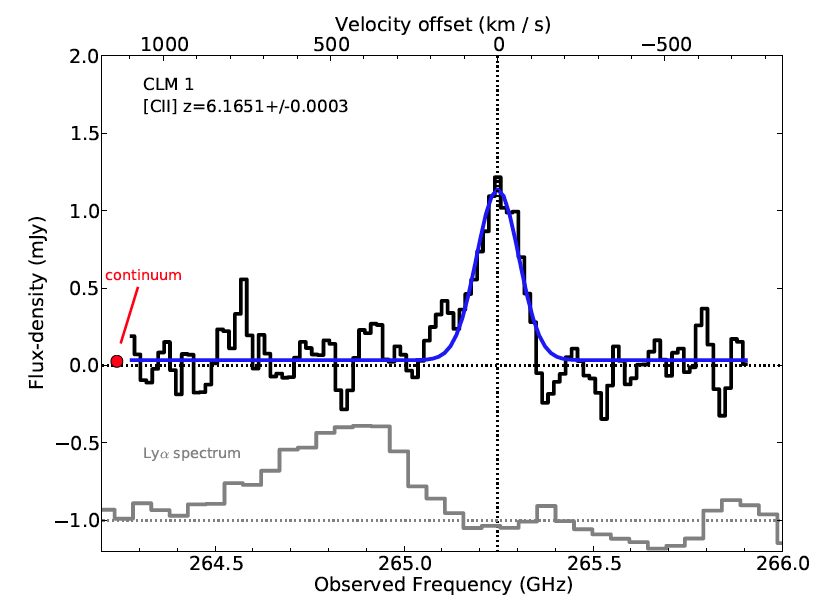 Velocity offset (km / s)
1000 500 0 −500
2.0
CLM 1
[CII] z=6.1651+/-0.0003
1.5
1.0
Flux-density (mJy)
continuum
0.5
0.0
−0.5
Lyα spectrum
−1.0
264.5 265.0 265.5 266.0
Observed Frequency (GHz)